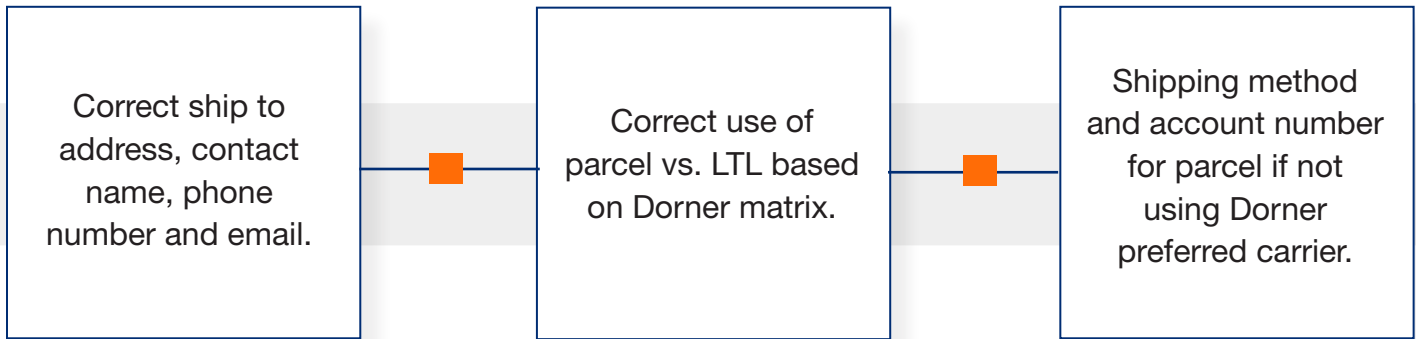 Correct ship to
address, contact
name, phone
number and email.
Correct use of
parcel vs. LTL based
on Dorner matrix.
Shipping method
and account number
for parcel if not
using Dorner
preferred carrier.